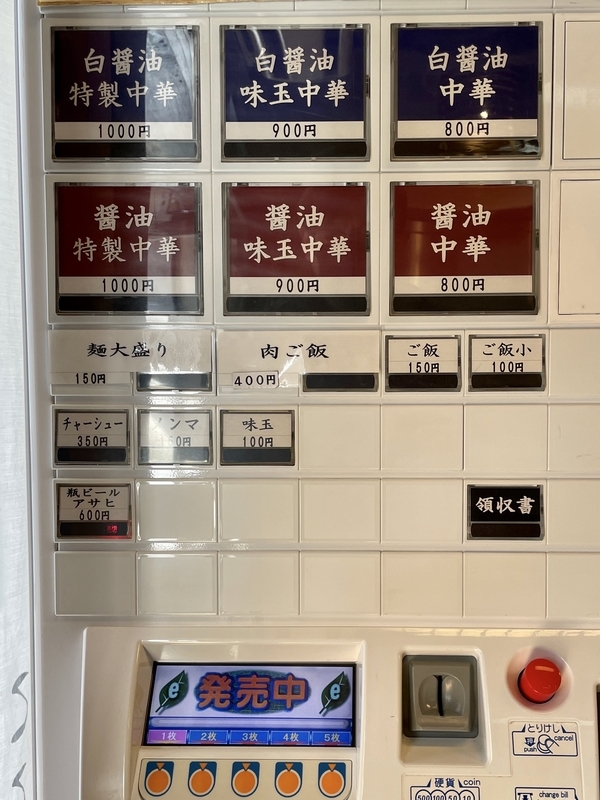 白醤油
特製中華
1000円
白醤油
味玉中華
900円
白醤油
中華
800円
醤油
特製中華
1000円
醤油
味玉中華
900円
醤油
中華
800円
麺大盛り
150円
肉ご飯
400円
ご飯
150円
ご飯小
100円
チャーシュー
350円
味玉
100円
瓶ビール
アサヒ
600円
領収書
e 発売中 e
1枚 2枚 3枚 4枚 5枚
とりけし
push cancel
硬貨 coin
500 100 50 10
change bill